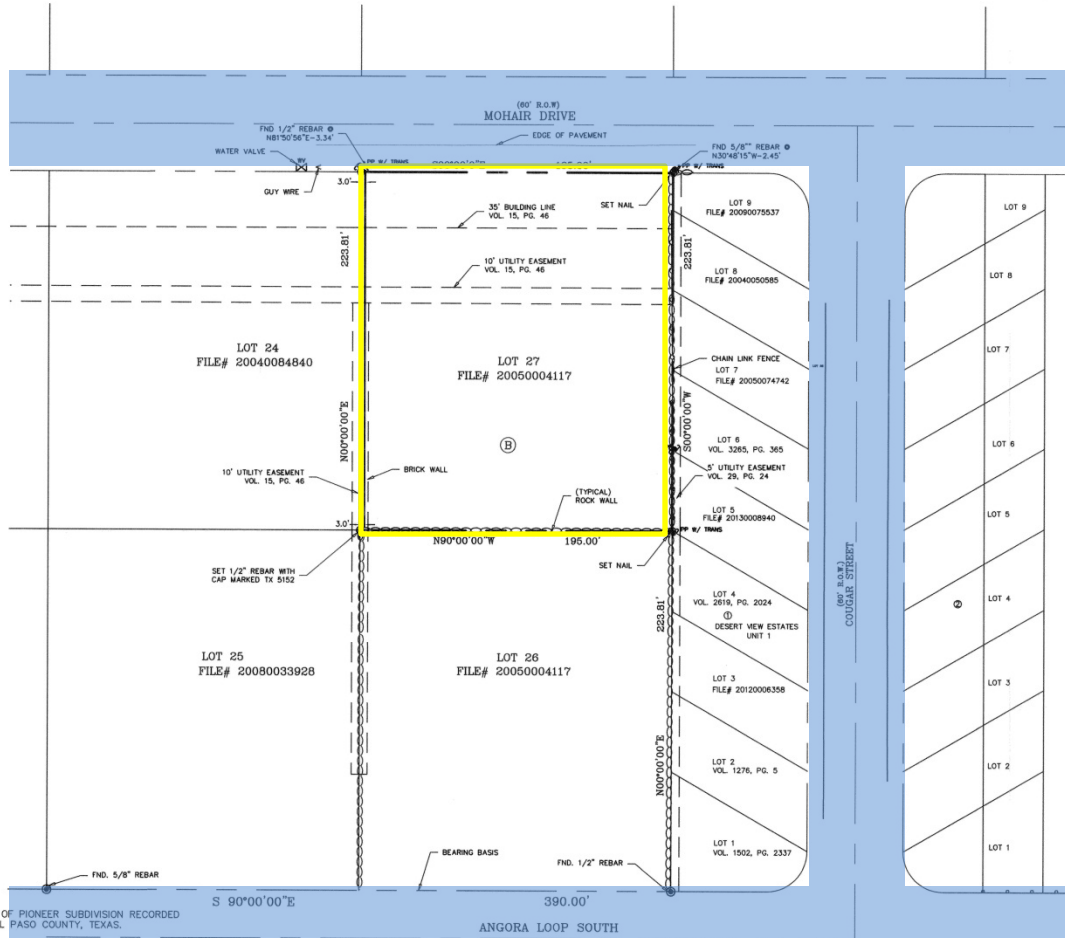 (60' R.O.W)
MOHAIR DRIVE
EDGE OF PAVEMENT
FND 1/2" REBAR @
N81°50'56"E-3.34'
WATER VALVE
WV
GUY WIRE
PP W/ TRANS
195.00'
FND 5/8"" REBAR @
N30°48'15"W-2.45'
PP W/ TRANS
SET NAIL
3.0'
35' BUILDING LINE
VOL. 15, PG. 46
223.81'
10' UTILITY EASEMENT
VOL. 15, PG. 46
223.81'
LOT 24
FILE# 20040084840
LOT 27
FILE# 20050004117
B
N00°00'00"E
BRICK WALL
10' UTILITY EASEMENT
VOL. 15, PG. 46
(TYPICAL)
ROCK WALL
3.0'
N90°00'00"W
195.00'
SET NAIL
SET 1/2" REBAR WITH
CAP MARKED TX 5152
LOT 9
FILE# 20090075537
LOT 8
FILE# 20040050585
CHAIN LINK FENCE
LOT 7
FILE# 20050074742
S00°00'00"W
LOT 6
VOL. 3265, PG. 365
5' UTILITY EASEMENT
VOL. 29, PG. 24
LOT 5
FILE# 20130008940
PP W/ TRANS
LOT 4
VOL. 2619, PG. 2024
1
DESERT VIEW ESTATES
UNIT 1
223.81'
LOT 3
FILE# 20120006358
N00°00'00"E
LOT 2
VOL. 1276, PG. 5
LOT 1
VOL. 1502, PG. 2337
(60' R.O.W.)
COUGAR STREET
LOT 9
LOT 8
LOT 7
LOT 6
LOT 5
LOT 4
2
LOT 3
LOT 2
LOT 1
LOT 25
FILE# 20080033928
LOT 26
FILE# 20050004117
BEARING BASIS
FND. 1/2" REBAR
FND. 5/8" REBAR
S 90°00'00"E
390.00'
OF PIONEER SUBDIVISION RECORDED
L PASO COUNTY, TEXAS.
ANGORA LOOP SOUTH